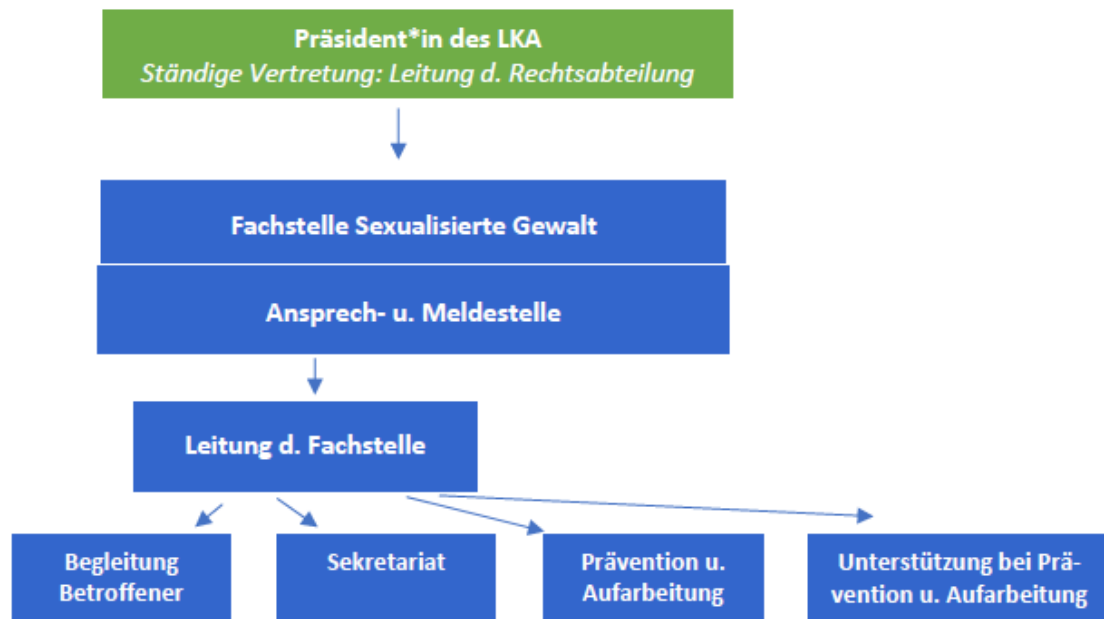 Präsident*in des LKA
Ständige Vertretung: Leitung d. Rechtsabteilung
Fachstelle Sexualisierte Gewalt
Ansprech- u. Meldestelle
Leitung d. Fachstelle
Begleitung
Betroffener
Sekretariat
Prävention u.
Aufarbeitung
Unterstützung bei Prä-
vention u. Aufarbeitung